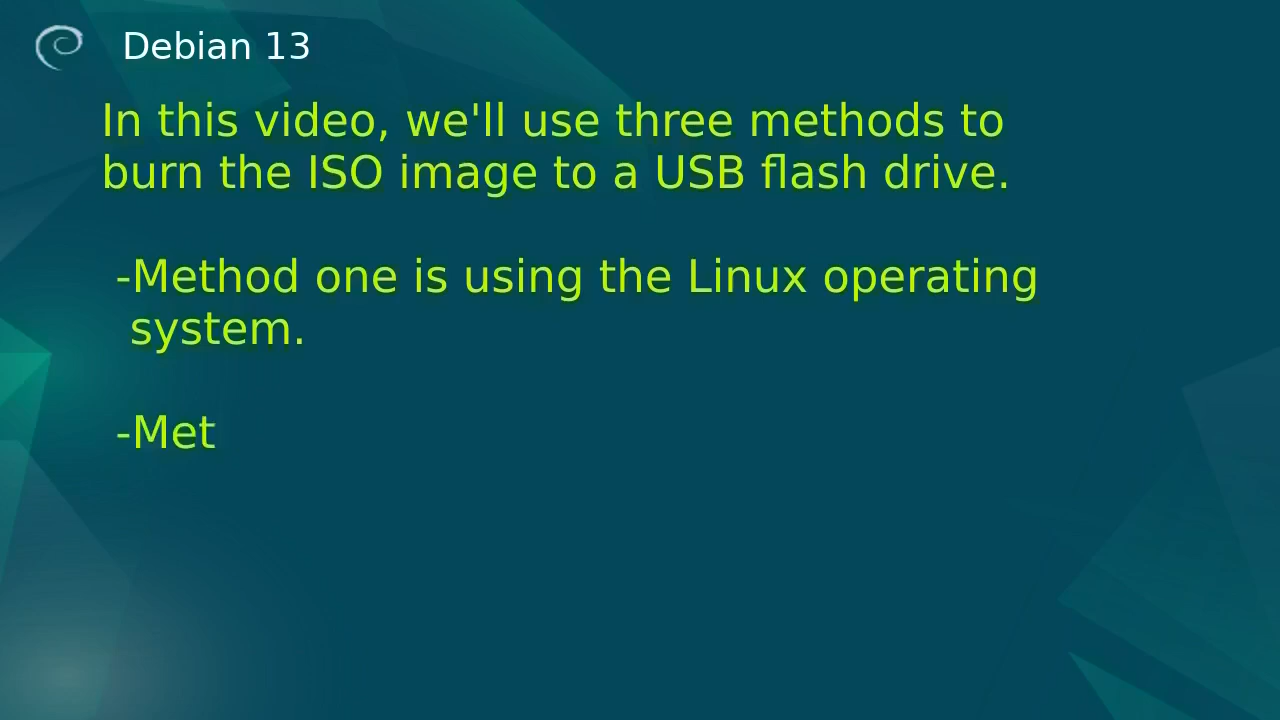 Debian 13
In this video, we'll use three methods to
burn the ISO image to a USB flash drive.
-Method one is using the Linux operating
system.
-Met